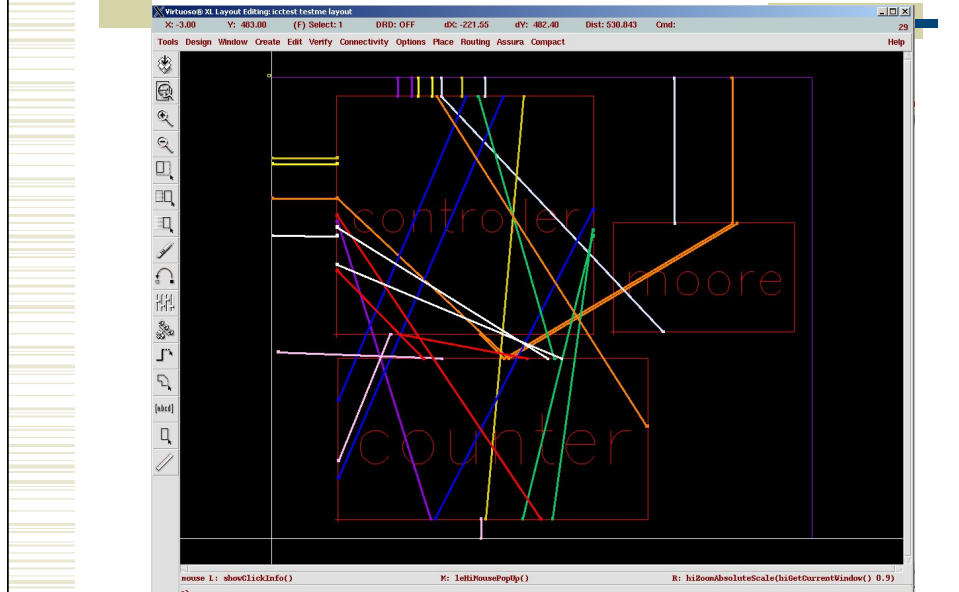 Virtuoso® XL Layout Editing: icctest testme layout
X: -3.00 Y: 483.00 (F) Select: 1 DRD: OFF dX: -221.55 dY: 482.40 Dist: 530.843 Cmd:
29
Tools Design Window Create Edit Verify Connectivity Options Place Routing Assura Compact Help
controller
moore
counter
[abcd]
mouse L: showClickInfo() M: leHiMousePopUp() R: hiZoomAbsoluteScale(hiGetCurrentWindow() 0.9)